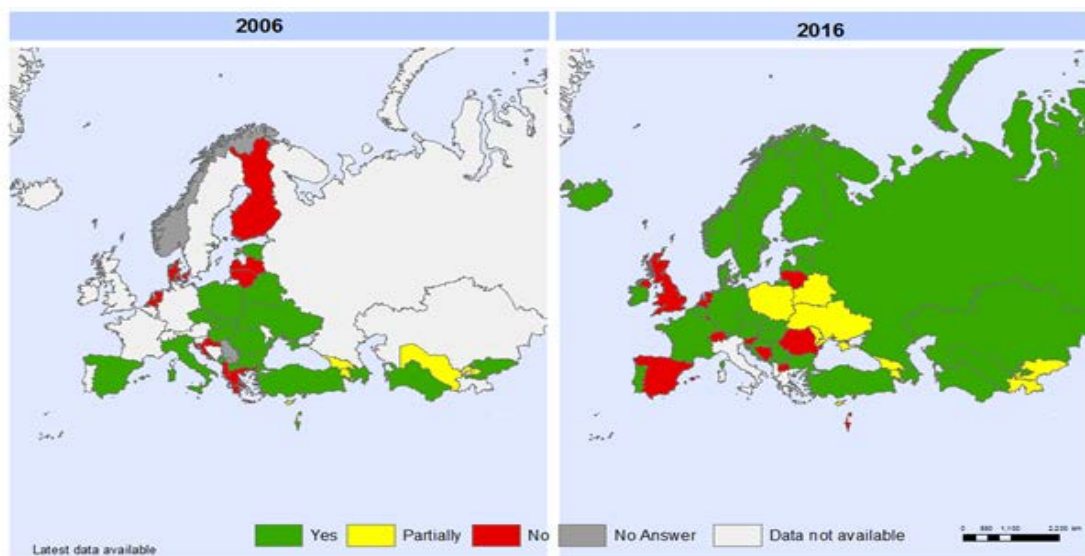 2006
2016
Yes
Partially
No
No Answer
Data not available
Latest data available